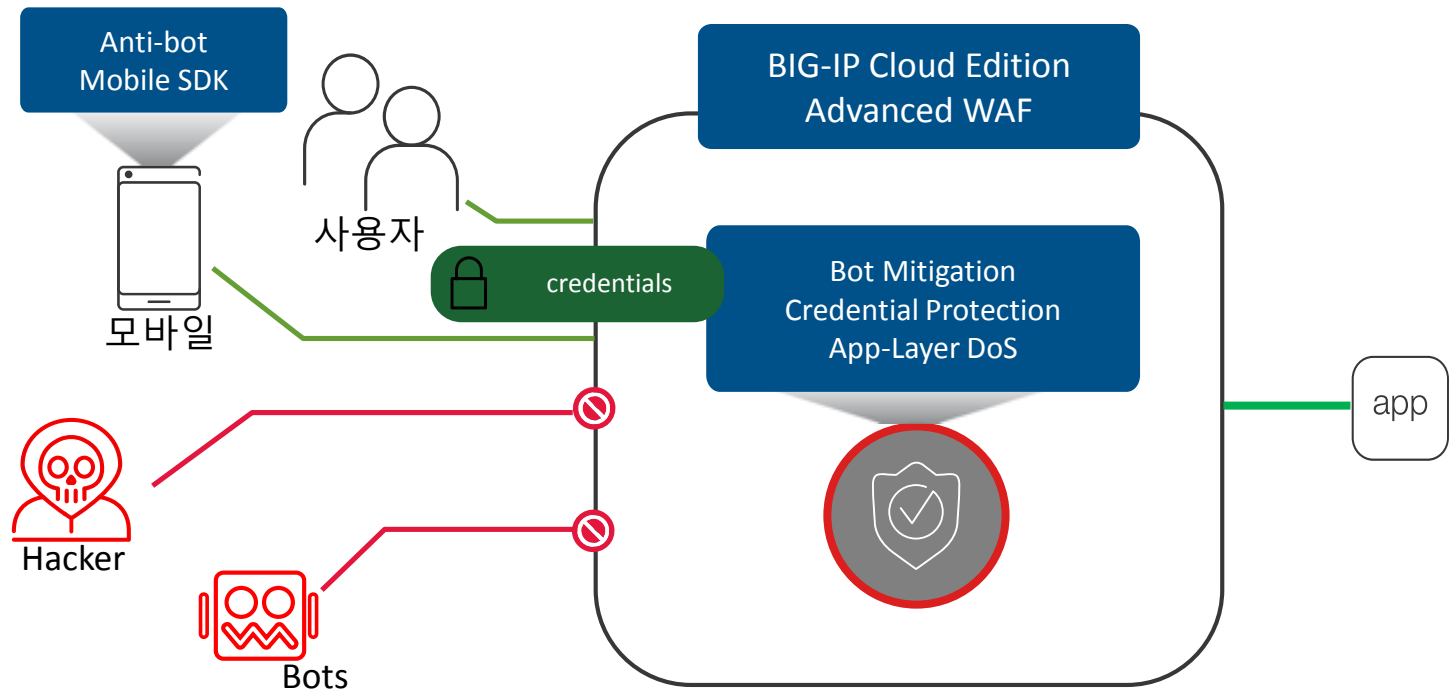 Anti-bot
Mobile SDK
BIG-IP Cloud Edition
Advanced WAF
사용자
credentials
Bot Mitigation
Credential Protection
App-Layer DoS
모바일
app
Hacker
Bots